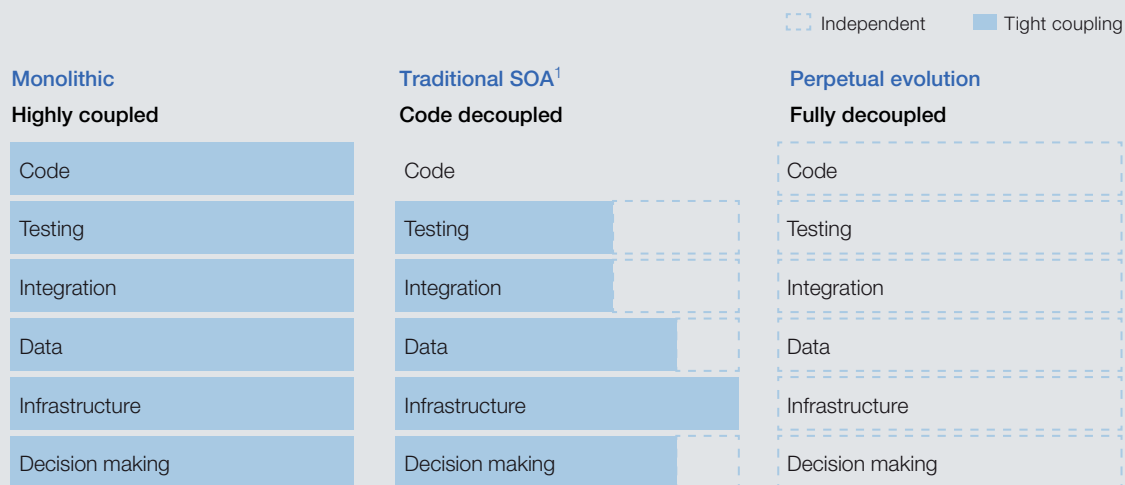 Independent
Tight coupling
Monolithic
Highly coupled
Code
Testing
Integration
Data
Infrastructure
Decision making
Traditional SOA1
Code decoupled
Code
Testing
Integration
Data
Infrastructure
Decision making
Perpetual evolution
Fully decoupled
Code
Testing
Integration
Data
Infrastructure
Decision making